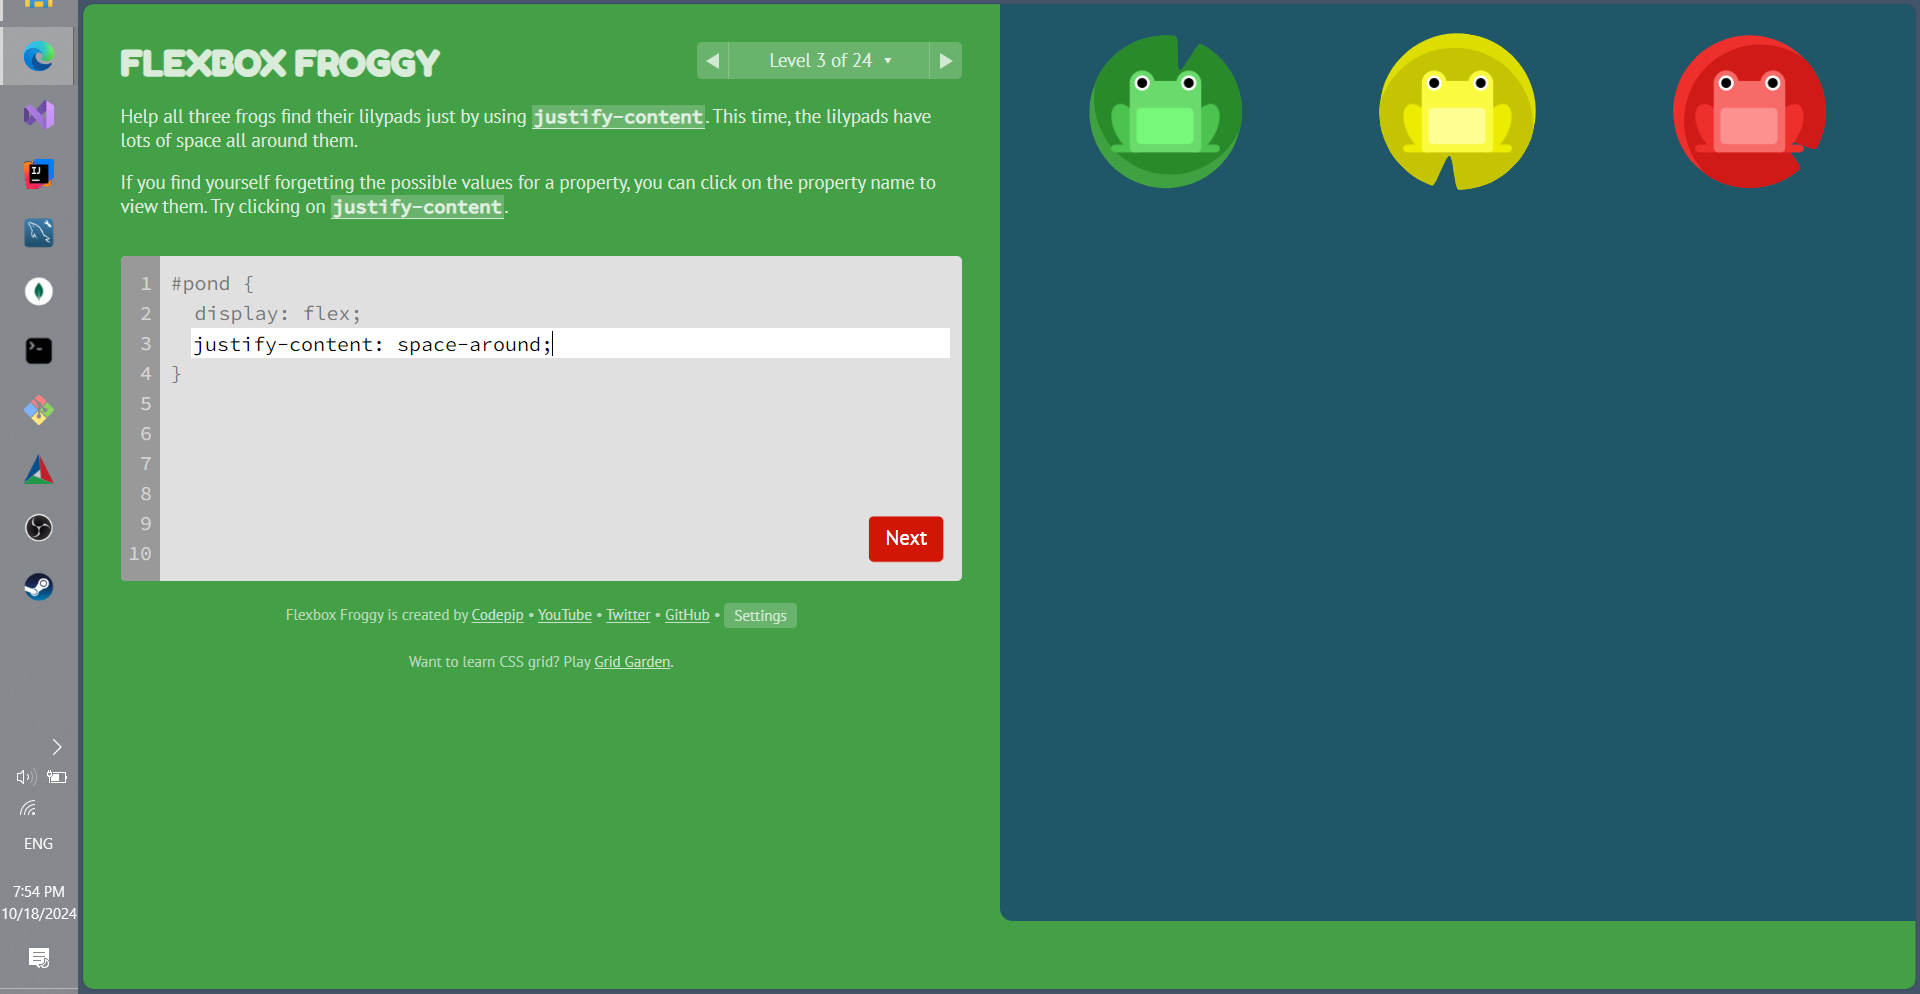 FLEXBOX FROGGY
Level 3 of 24 ▾
Help all three frogs find their lilypads just by using justify-content. This time, the lilypads have
lots of space all around them.
If you find yourself forgetting the possible values for a property, you can click on the property name to
view them. Try clicking on justify-content.
1 #pond {
2 display: flex;
3 justify-content: space-around;
4 }
5
6
7
8
9
10
Next
Flexbox Froggy is created by Codepip • YouTube • Twitter • GitHub • Settings
Want to learn CSS grid? Play Grid Garden.
IJ
ENG
7:54 PM
10/18/2024